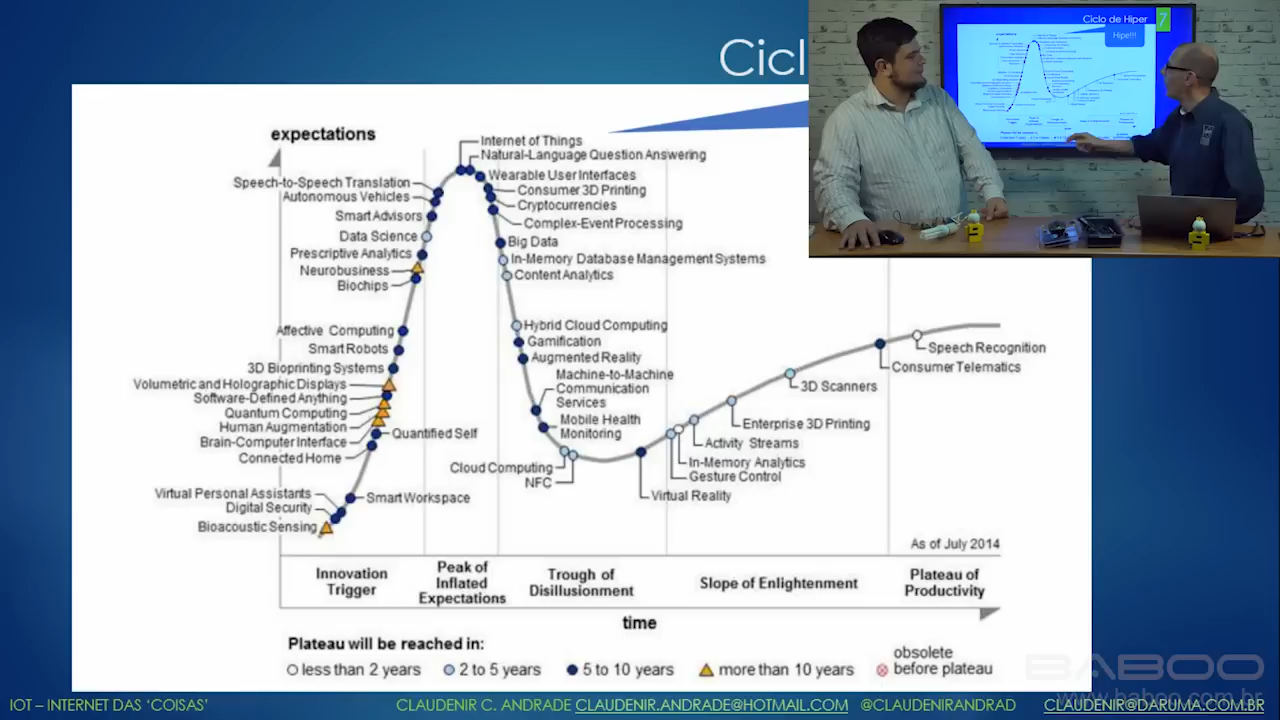 Cicl
Ciclo de Hiper 7
Hipe!!!
expectations
Internet of Things
Natural-Language Question Answering
Wearable User Interfaces
Speech-to-Speech Translation
Consumer 3D Printing
Autonomous Vehicles
Cryptocurrencies
Smart Advisors
Complex-Event Processing
Data Science
Big Data
Prescriptive Analytics
In-Memory Database Management Systems
Neurobusiness
Content Analytics
Biochips
Hybrid Cloud Computing
Affective Computing
Gamification
Smart Robots
Augmented Reality
3D Bioprinting Systems
Machine-to-Machine
Communication
Services
Volumetric and Holographic Displays
Software-Defined Anything
Quantum Computing
Mobile Health
Monitoring
Human Augmentation
Quantified Self
Brain-Computer Interface
Connected Home
Speech Recognition
Consumer Telematics
3D Scanners
Enterprise 3D Printing
Activity Streams
In-Memory Analytics
Gesture Control
Cloud Computing
NFC
Virtual Reality
Virtual Personal Assistants
Smart Workspace
Digital Security
Bioacoustic Sensing
As of July 2014
Innovation
Trigger
Peak of
Inflated
Expectations
Trough of
Disillusionment
Slope of Enlightenment
Plateau of
Productivity
time
Plateau will be reached in:
less than 2 years
2 to 5 years
5 to 10 years
more than 10 years
obsolete
before plateau
BABOO
www.baboo.com.br
IOT – INTERNET DAS ‘COISAS’
CLAUDENIR C. ANDRADE CLAUDENIR.ANDRADE@HOTMAIL.COM @CLAUDENIRANDRAD CLAUDENIR@DARUMA.COM.BR